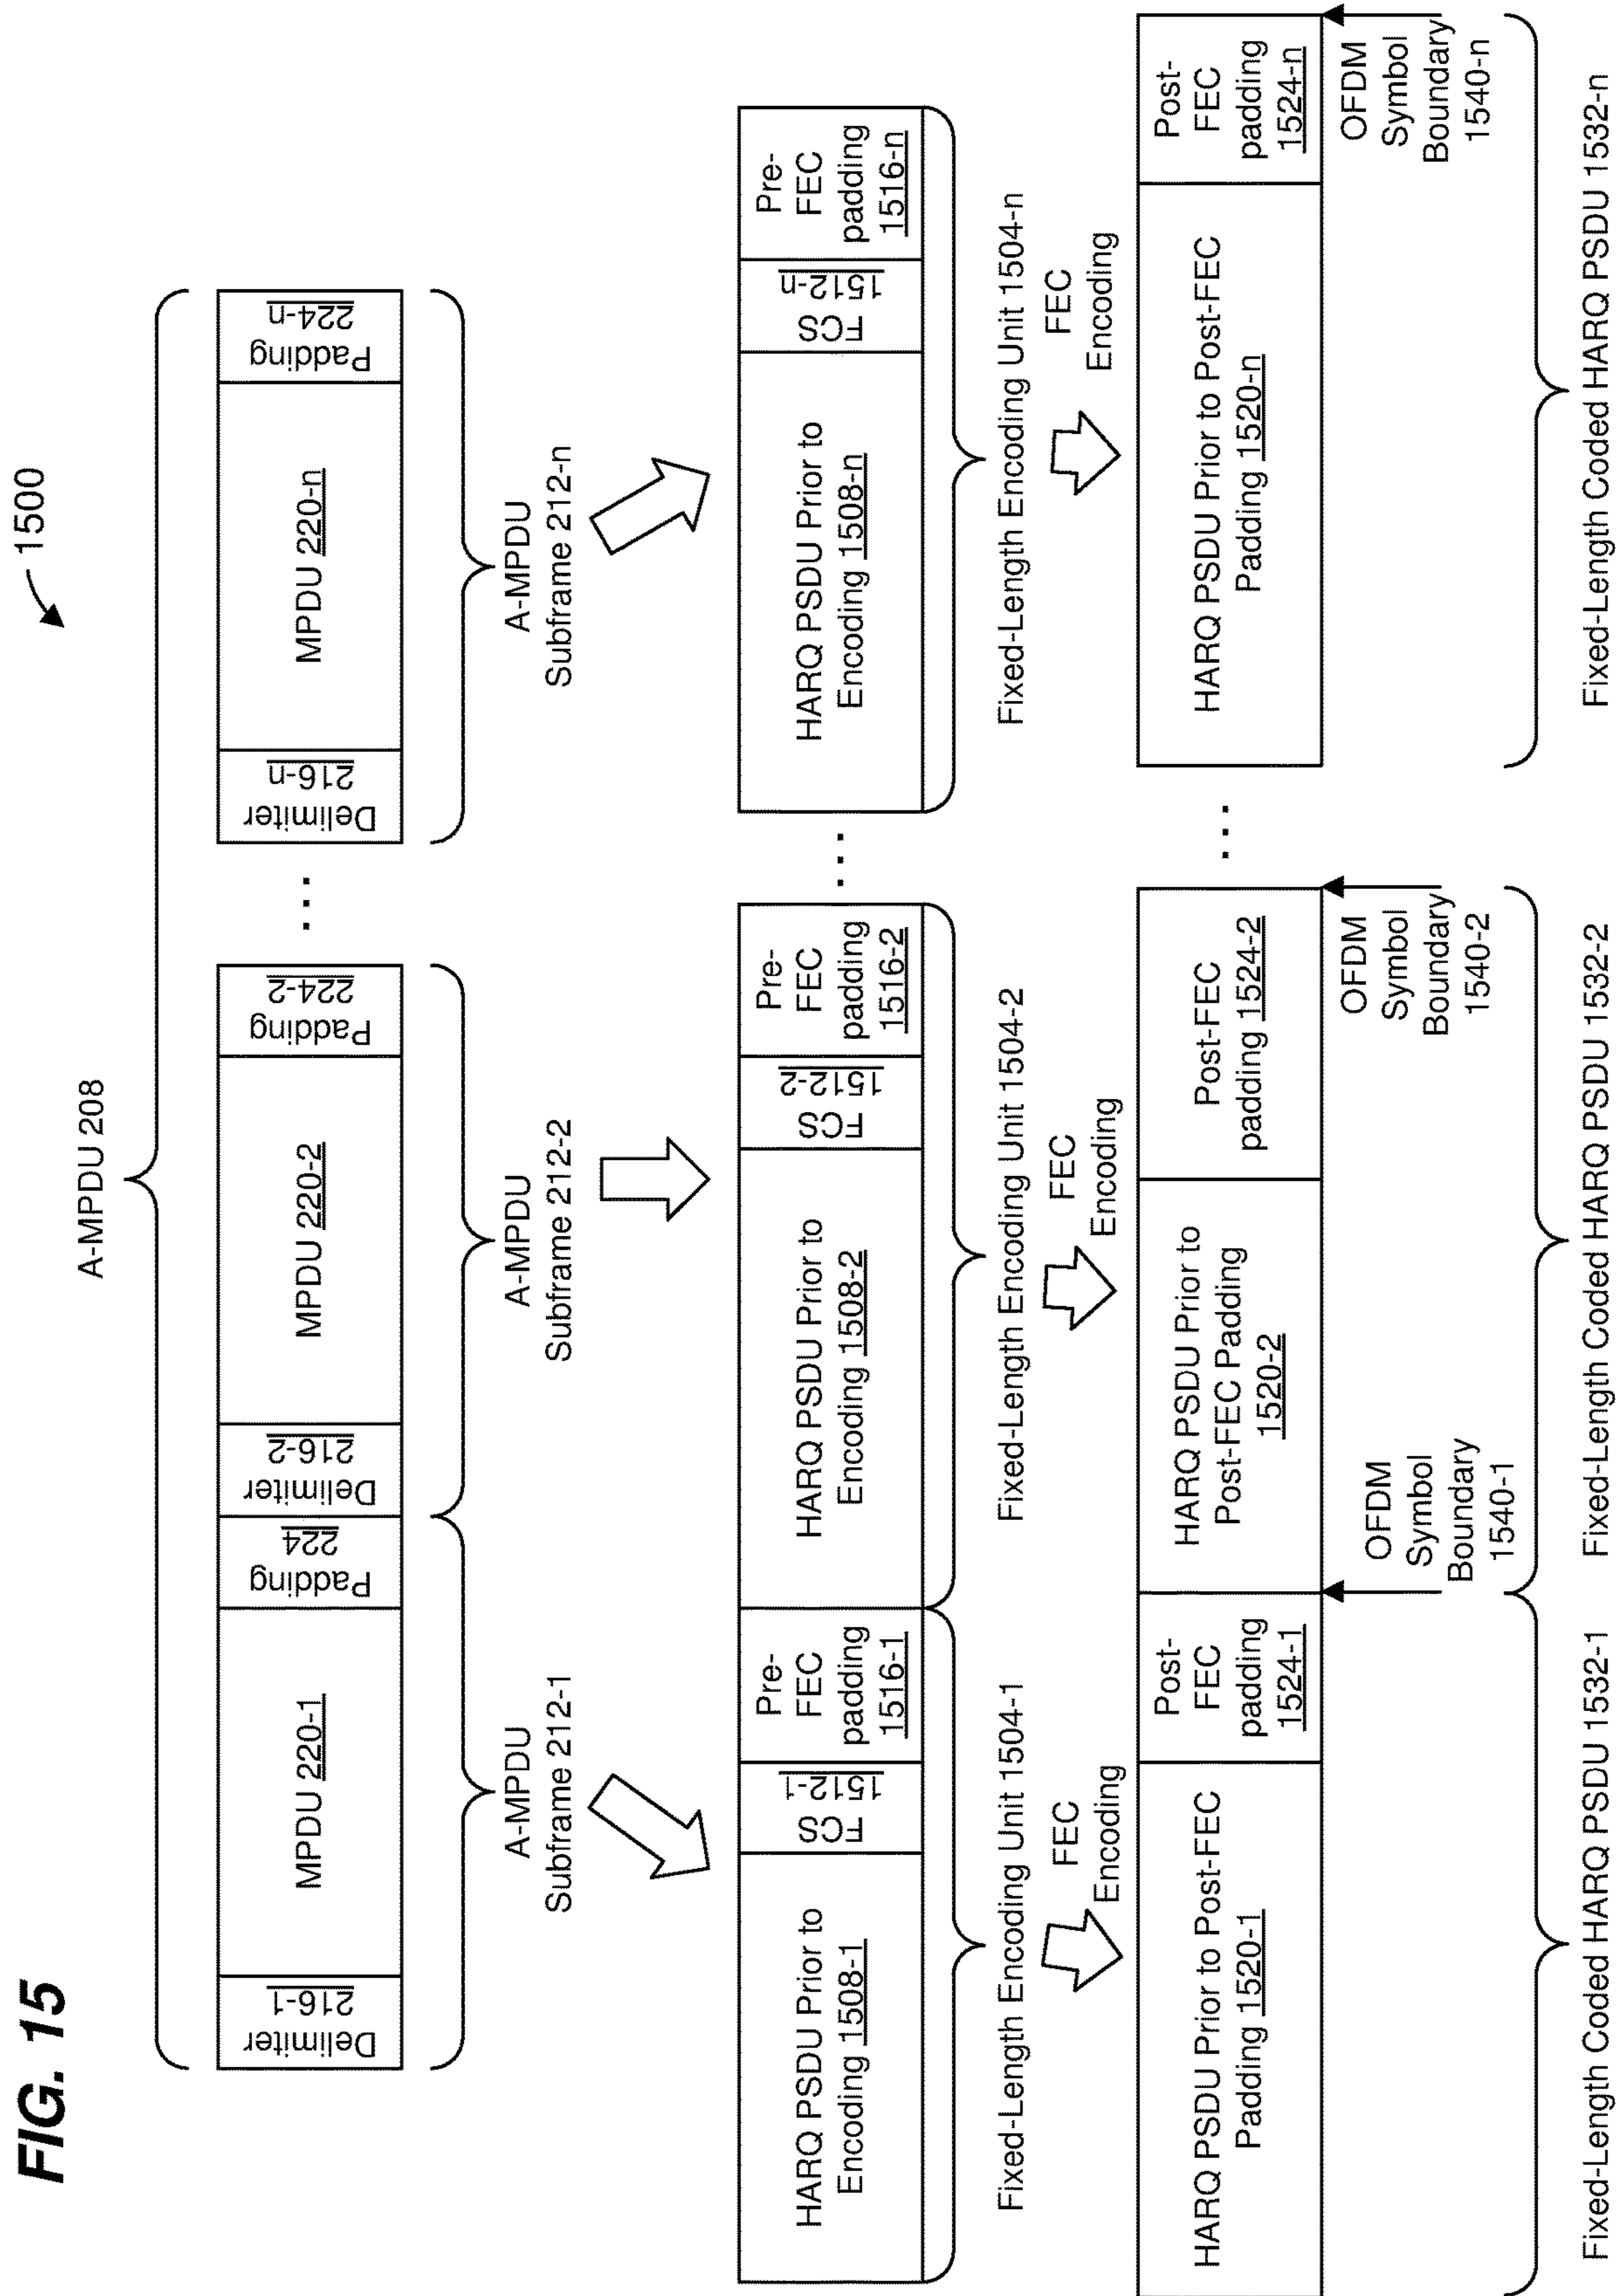 FIG. 15
1500
A-MPDU 208
Delimiter
216-1
MPDU 220-1
Padding
224
Delimiter
216-2
MPDU 220-2
Padding
224-2
. . .
Delimiter
216-n
MPDU 220-n
Padding
224-n
A-MPDU
Subframe 212-1
A-MPDU
Subframe 212-2
A-MPDU
Subframe 212-n
HARQ PSDU Prior to
Encoding 1508-1
FCS
1512-1
Pre-
FEC
padding
1516-1
HARQ PSDU Prior to
Encoding 1508-2
FCS
1512-2
Pre-
FEC
padding
1516-2
. . .
HARQ PSDU Prior to
Encoding 1508-n
FCS
1512-n
Pre-
FEC
padding
1516-n
Fixed-Length Encoding Unit 1504-1
Fixed-Length Encoding Unit 1504-2
Fixed-Length Encoding Unit 1504-n
FEC
Encoding
FEC
Encoding
FEC
Encoding
HARQ PSDU Prior to Post-FEC
Padding 1520-1
Post-
FEC
padding
1524-1
HARQ PSDU Prior to
Post-FEC Padding
1520-2
Post-FEC
padding 1524-2
. . .
HARQ PSDU Prior to Post-FEC
Padding 1520-n
Post-
FEC
padding
1524-n
OFDM
Symbol
Boundary
1540-1
OFDM
Symbol
Boundary
1540-2
OFDM
Symbol
Boundary
1540-n
Fixed-Length Coded HARQ PSDU 1532-1
Fixed-Length Coded HARQ PSDU 1532-2
Fixed-Length Coded HARQ PSDU 1532-n